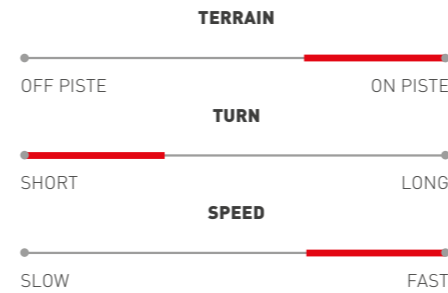 TERRAIN
OFF PISTE ON PISTE
TURN
SHORT LONG
SPEED
SLOW FAST